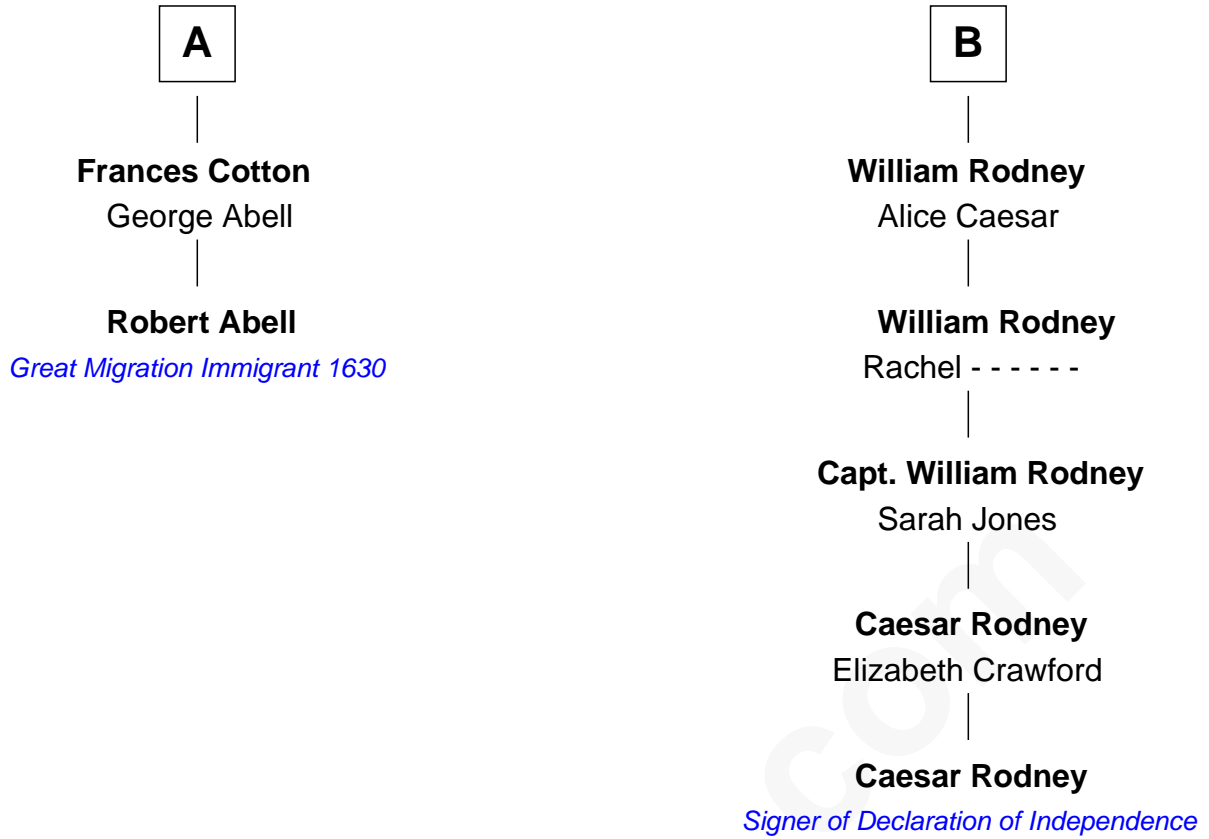 A
Frances Cotton
George Abell
Robert Abell
Great Migration Immigrant 1630
B
William Rodney
Alice Caesar
William Rodney
Rachel - - - - - -
Capt. William Rodney
Sarah Jones
Caesar Rodney
Elizabeth Crawford
Caesar Rodney
Signer of Declaration of Independence
com